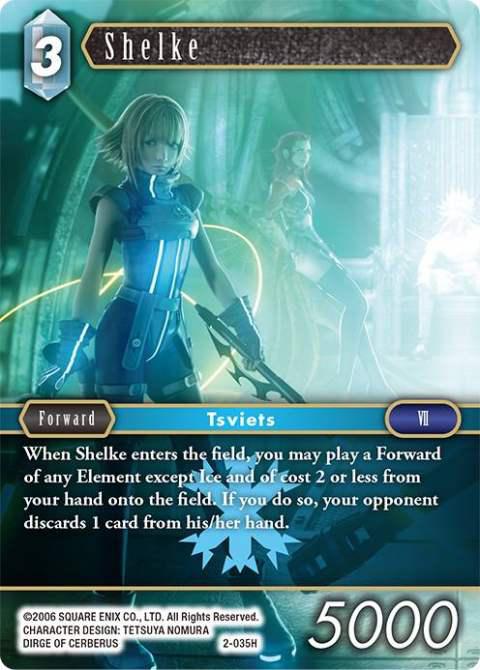 3
Shelke
Forward
Tsviets
VII
When Shelke enters the field, you may play a Forward
of any Element except Ice and of cost 2 or less from
your hand onto the field. If you do so, your opponent
discards 1 card from his/her hand.
©2006 SQUARE ENIX CO., LTD. All Rights Reserved.
CHARACTER DESIGN: TETSUYA NOMURA
DIRGE OF CERBERUS
2-035H
5000